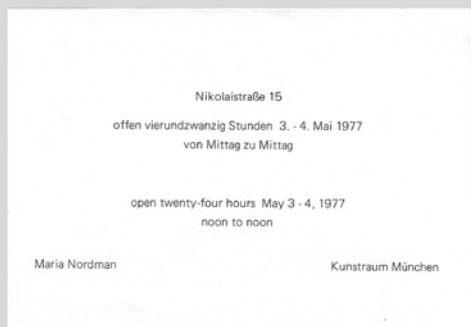 Nikolaistraße 15
offen vierundzwanzig Stunden 3. - 4. Mai 1977
von Mittag zu Mittag
open twenty-four hours May 3 - 4, 1977
noon to noon
Maria Nordman
Kunstraum München